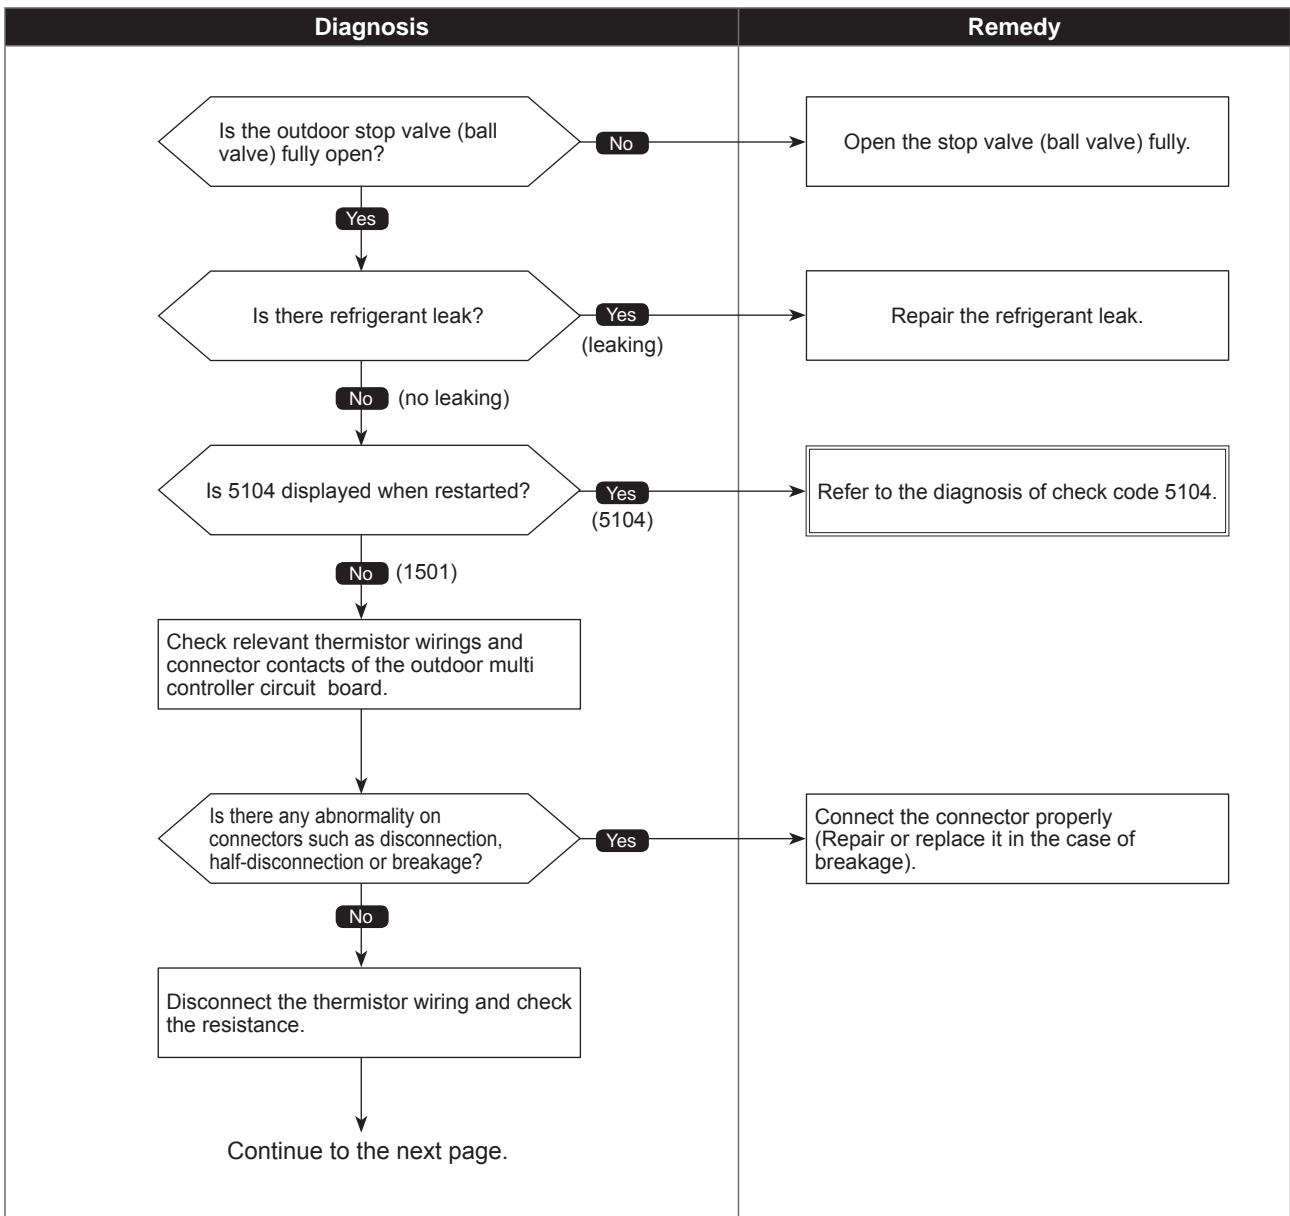 Diagnosis
Remedy
Is the outdoor stop valve (ball
valve) fully open?
No
Open the stop valve (ball valve) fully.
Yes
Is there refrigerant leak?
Yes
(leaking)
Repair the refrigerant leak.
No (no leaking)
Is 5104 displayed when restarted?
Yes
(5104)
Refer to the diagnosis of check code 5104.
No (1501)
Check relevant thermistor wirings and
connector contacts of the outdoor multi
controller circuit board.
Is there any abnormality on
connectors such as disconnection,
half-disconnection or breakage?
Yes
Connect the connector properly
(Repair or replace it in the case of
breakage).
No
Disconnect the thermistor wiring and check
the resistance.
Continue to the next page.